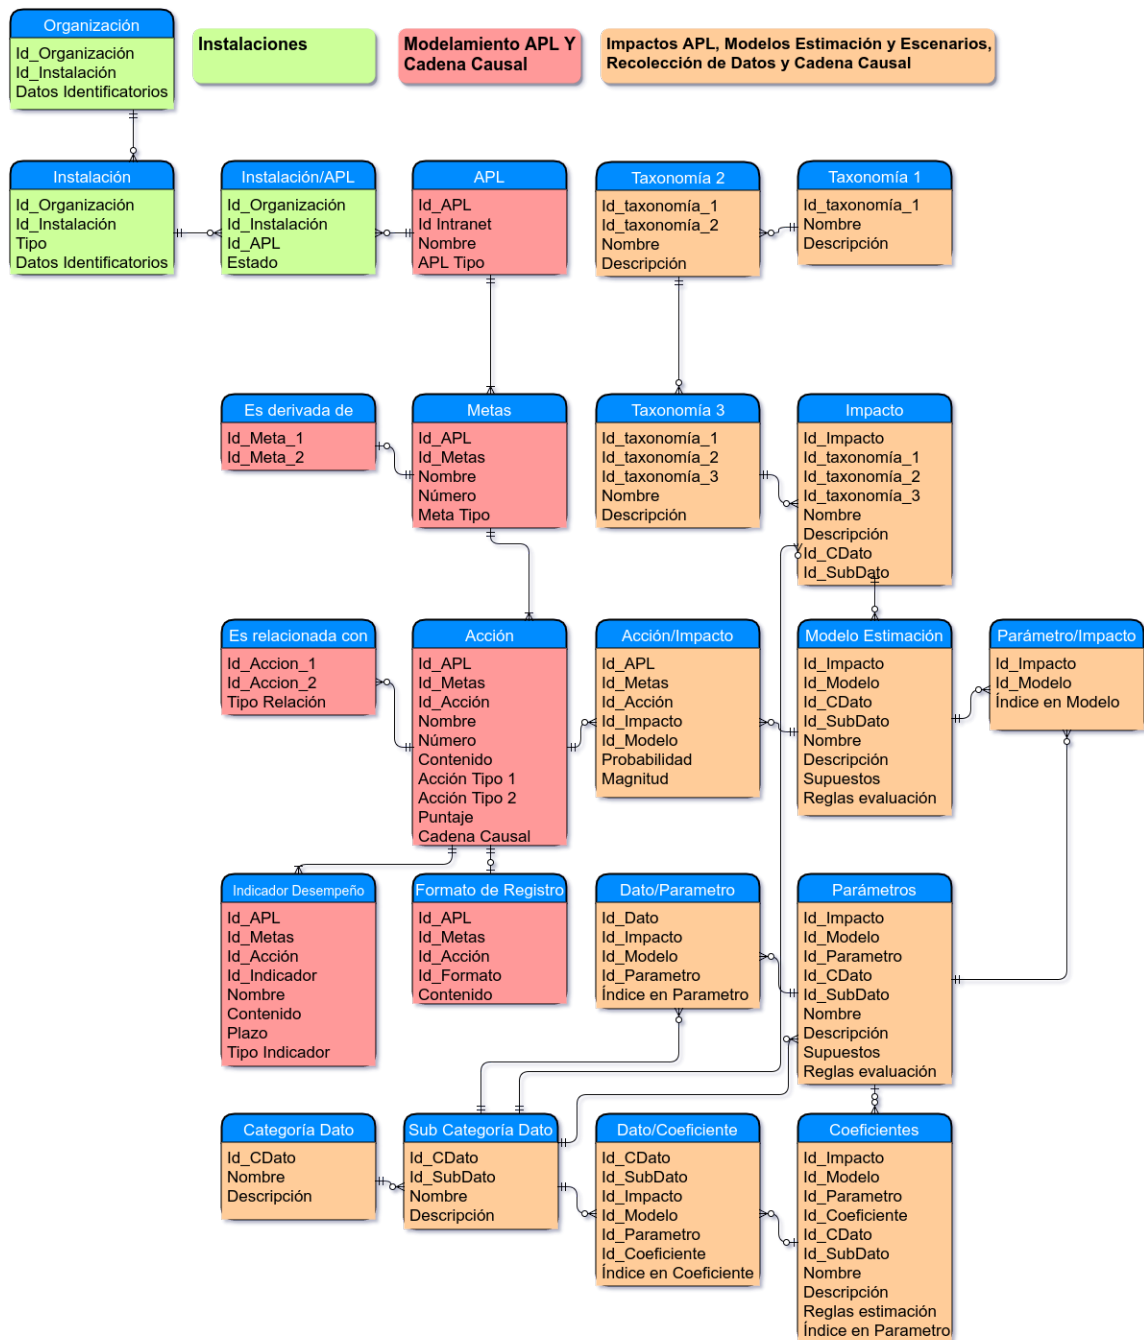 Organización
Id_Organización
Id_Instalación
Datos Identificatorios
Instalaciones
Modelamiento APL Y
Cadena Causal
Impactos APL, Modelos Estimación y Escenarios,
Recolección de Datos y Cadena Causal
Instalación
Id_Organización
Id_Instalación
Tipo
Datos Identificatorios
Instalación/APL
Id_Organización
Id_Instalación
Id_APL
Estado
APL
Id_APL
Id Intranet
Nombre
APL Tipo
Taxonomía 2
Id_taxonomía_1
Id_taxonomía_2
Nombre
Descripción
Taxonomía 1
Id_taxonomía_1
Nombre
Descripción
Es derivada de
Id_Meta_1
Id_Meta_2
Metas
Id_APL
Id_Metas
Nombre
Número
Meta Tipo
Taxonomía 3
Id_taxonomía_1
Id_taxonomía_2
Id_taxonomía_3
Nombre
Descripción
Impacto
Id_Impacto
Id_taxonomía_1
Id_taxonomía_2
Id_taxonomía_3
Nombre
Descripción
Id_CDato
Id_SubDato
Es relacionada con
Id_Accion_1
Id_Accion_2
Tipo Relación
Acción
Id_APL
Id_Metas
Id_Acción
Nombre
Número
Contenido
Acción Tipo 1
Acción Tipo 2
Puntaje
Cadena Causal
Acción/Impacto
Id_APL
Id_Metas
Id_Acción
Id_Impacto
Id_Modelo
Probabilidad
Magnitud
Modelo Estimación
Id_Impacto
Id_Modelo
Id_CDato
Id_SubDato
Nombre
Descripción
Supuestos
Reglas evaluación
Parámetro/Impacto
Id_Impacto
Id_Modelo
Índice en Modelo
Indicador Desempeño
Id_APL
Id_Metas
Id_Acción
Id_Indicador
Nombre
Contenido
Plazo
Tipo Indicador
Formato de Registro
Id_APL
Id_Metas
Id_Acción
Id_Formato
Contenido
Dato/Parametro
Id_Dato
Id_Impacto
Id_Modelo
Id_Parametro
Índice en Parametro
Parámetros
Id_Impacto
Id_Modelo
Id_Parametro
Id_CDato
Id_SubDato
Nombre
Descripción
Supuestos
Reglas evaluación
Categoría Dato
Id_CDato
Nombre
Descripción
Sub Categoría Dato
Id_CDato
Id_SubDato
Nombre
Descripción
Dato/Coeficiente
Id_CDato
Id_SubDato
Id_Impacto
Id_Modelo
Id_Parametro
Id_Coeficiente
Índice en Coeficiente
Coeficientes
Id_Impacto
Id_Modelo
Id_Parametro
Id_Coeficiente
Id_CDato
Id_SubDato
Nombre
Descripción
Reglas estimación
Índice en Parametro